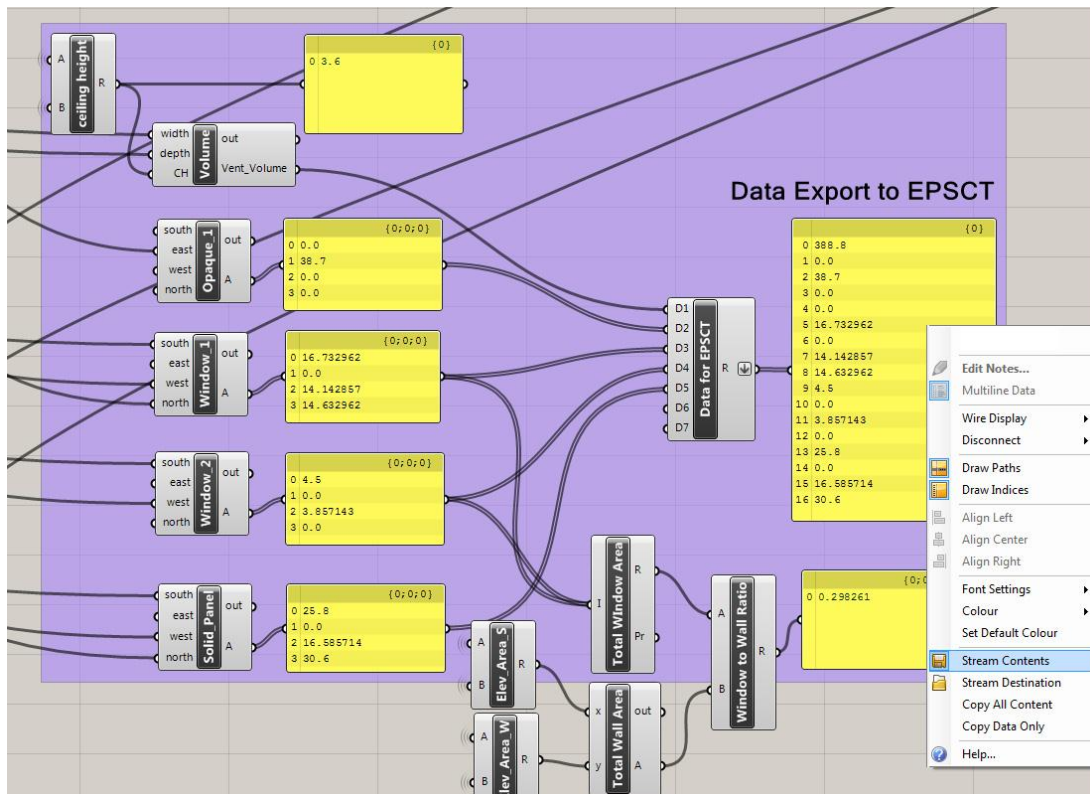 A
B
ceiling height
R
{0}
0 3.6
width
depth
CH
Volume
out
Vent_Volume
Data Export to EPSCT
south
east
west
north
Opaque_1
out
A
{0;0;0}
0 0.0
1 38.7
2 0.0
3 0.0
south
east
west
north
Window_1
out
A
{0;0;0}
0 16.732962
1 0.0
2 14.142857
3 14.632962
south
east
west
north
Window_2
out
A
{0;0;0}
0 4.5
1 0.0
2 3.857143
3 0.0
south
east
west
north
Solid_Panel
out
A
{0;0;0}
0 25.8
1 0.0
2 16.585714
3 30.6
D1
D2
D3
D4
D5
D6
D7
Data for EPSCT
R
{0}
0 388.8
1 0.0
2 38.7
3 0.0
4 0.0
5 16.732962
6 0.0
7 14.142857
8 14.632962
9 4.5
10 0.0
11 3.857143
12 0.0
13 25.8
14 0.0
15 16.585714
16 30.6
I
Total WIndow Area
R
Pr
A
B
Elev_Area_S
R
A
B
Elev_Area_W
R
x
y
Total Wall Area
out
A
A
B
Window to Wall Ratio
R
0 0.298261
Edit Notes...
Multiline Data
Wire Display
Disconnect
Draw Paths
Draw Indices
Align Left
Align Center
Align Right
Font Settings
Colour
Set Default Colour
Stream Contents
Stream Destination
Copy All Content
Copy Data Only
Help...